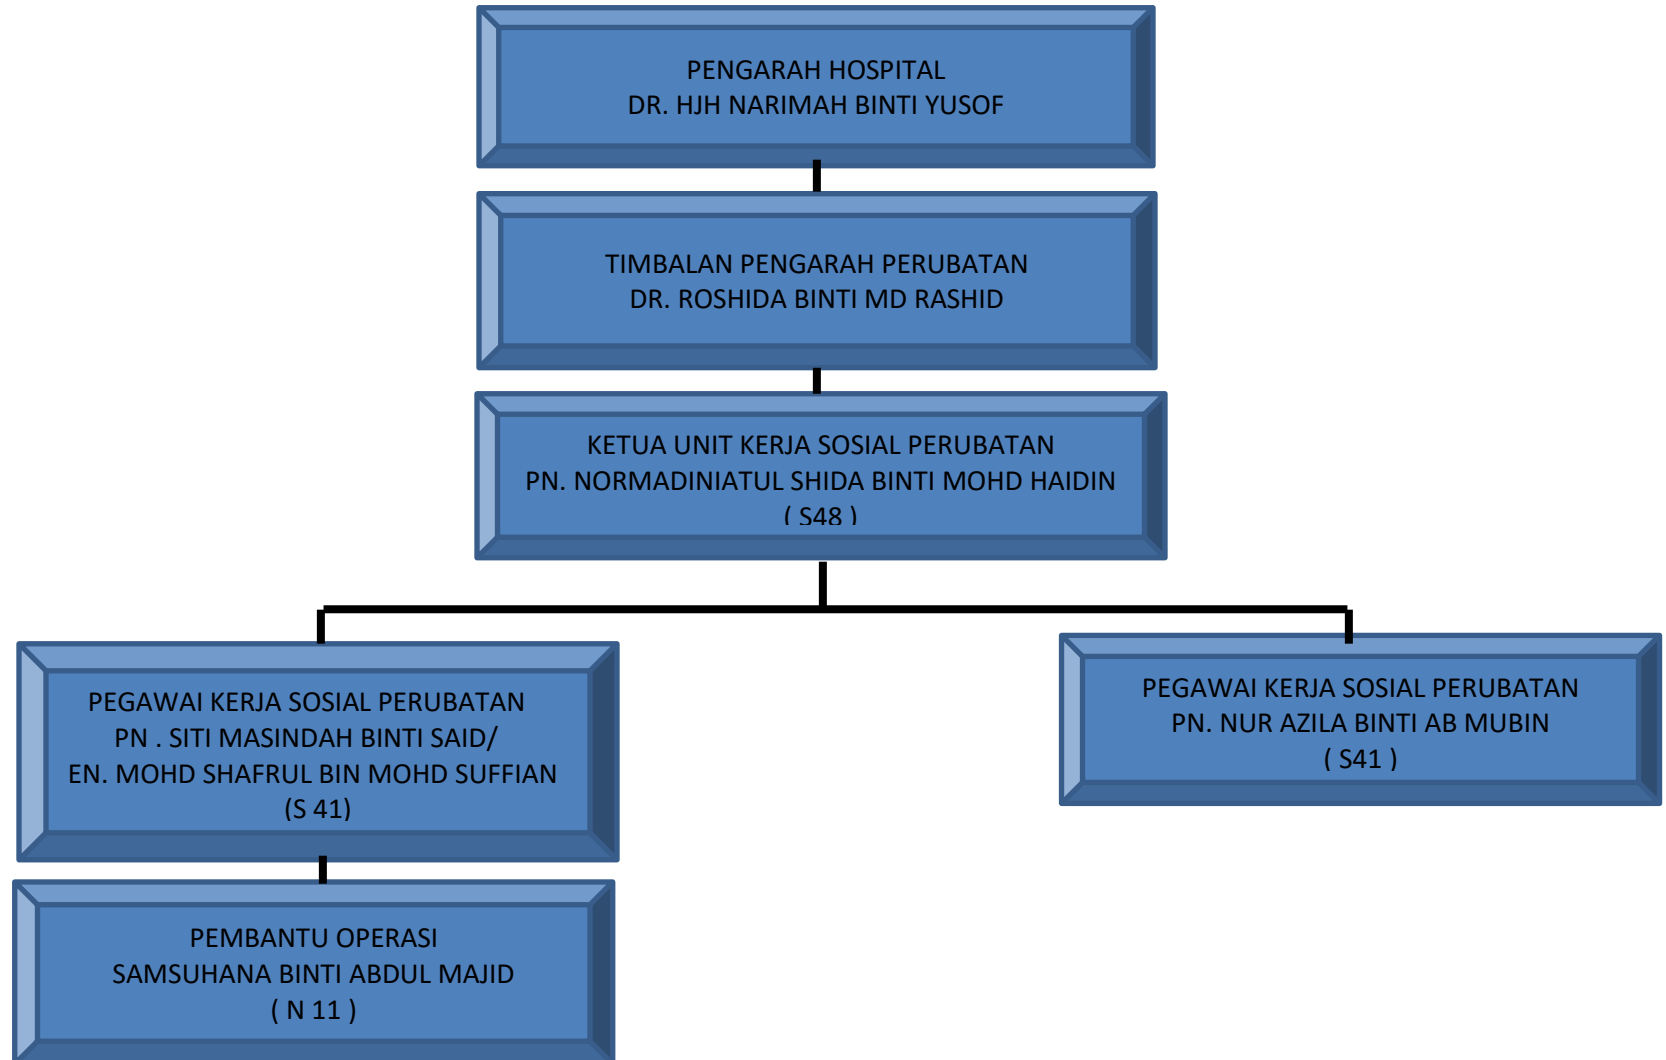 PENGARAH HOSPITAL
DR. HJH NARIMAH BINTI YUSOF
TIMBALAN PENGARAH PERUBATAN
DR. ROSHIDA BINTI MD RASHID
KETUA UNIT KERJA SOSIAL PERUBATAN
PN. NORMADINIATUL SHIDA BINTI MOHD HAIDIN
( S48 )
PEGAWAI KERJA SOSIAL PERUBATAN
PN . SITI MASINDAH BINTI SAID/
EN. MOHD SHAFRUL BIN MOHD SUFFIAN
(S 41)
PEGAWAI KERJA SOSIAL PERUBATAN
PN. NUR AZILA BINTI AB MUBIN
( S41 )
PEMBANTU OPERASI
SAMSUHANA BINTI ABDUL MAJID
( N 11 )